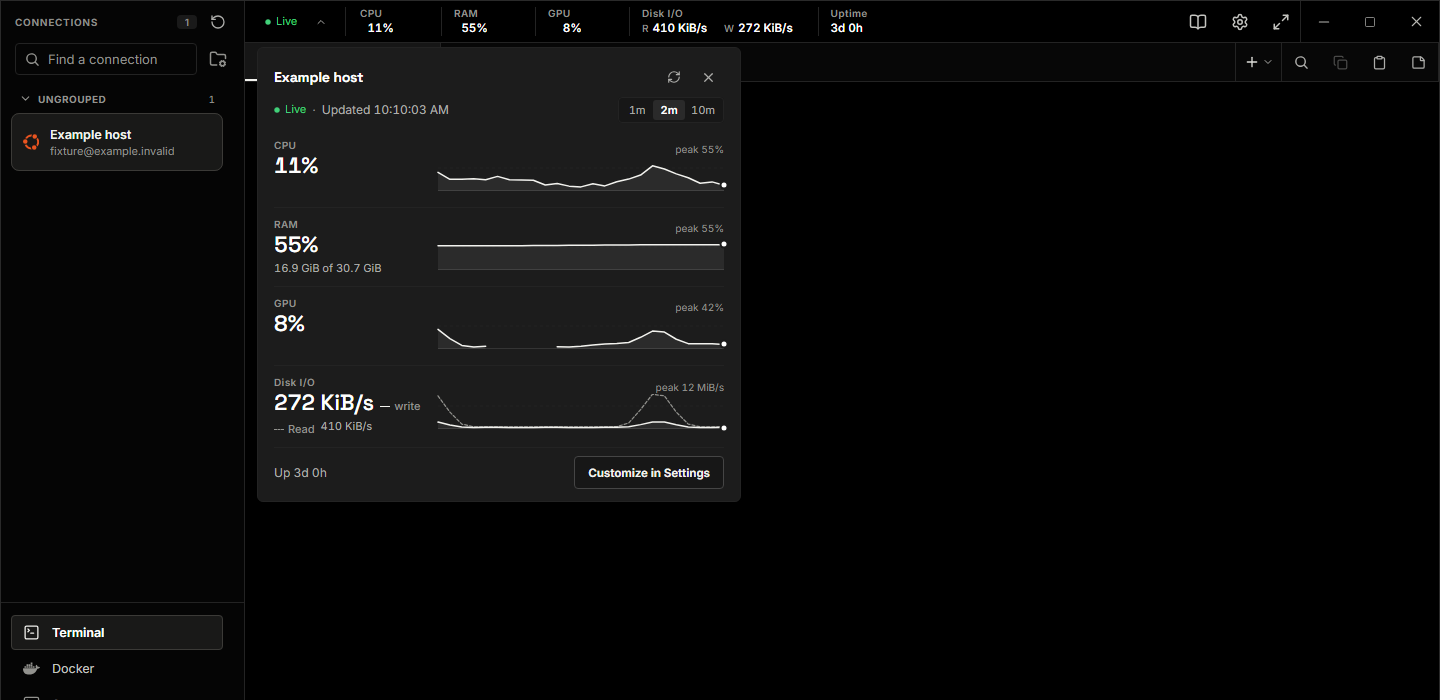 CONNECTIONS 1
Find a connection
UNGROUPED 1
Example host
fixture@example.invalid
Terminal
Docker
Live
CPU
11%
RAM
55%
GPU
8%
Disk I/O
R 410 KiB/s W 272 KiB/s
Uptime
3d 0h
Example host
Live · Updated 10:10:03 AM
1m 2m 10m
CPU
11%
peak 55%
RAM
55%
16.9 GiB of 30.7 GiB
peak 55%
GPU
8%
peak 42%
Disk I/O
272 KiB/s — write
--- Read 410 KiB/s
peak 12 MiB/s
Up 3d 0h
Customize in Settings